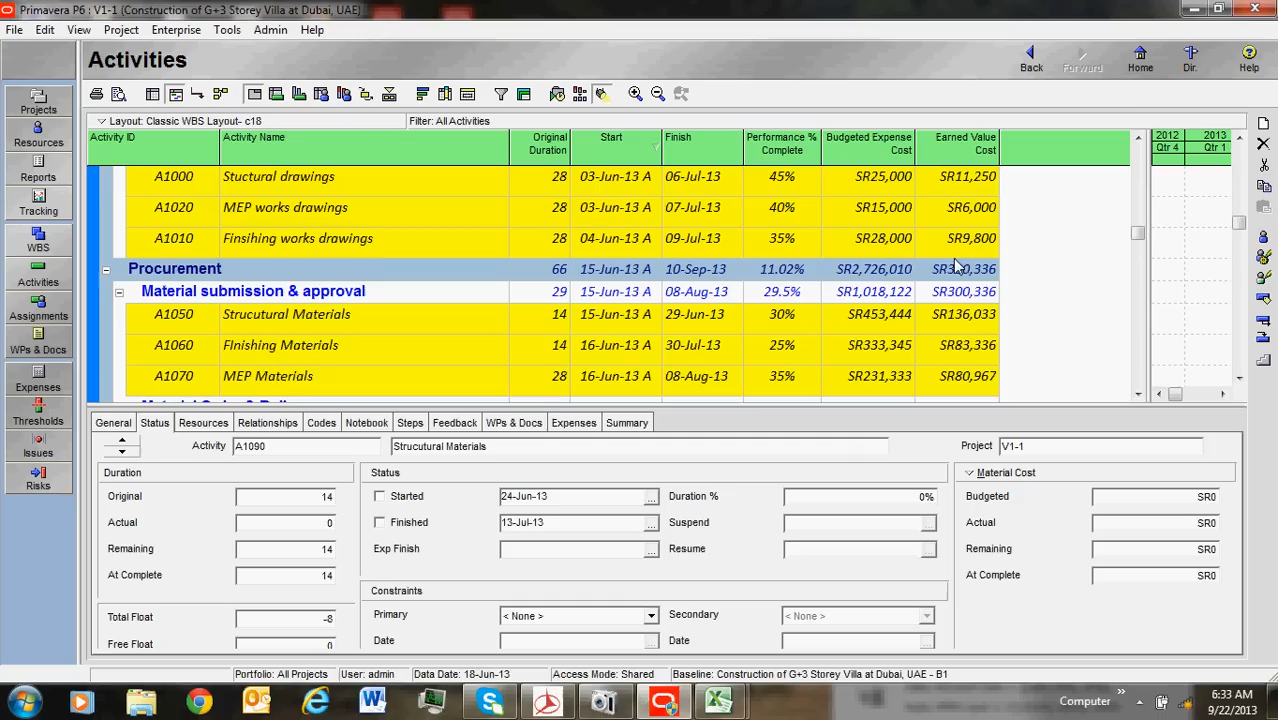 Primavera P6 : V1-1 (Construction of G+3 Storey Villa at Dubai, UAE)
File Edit View Project Enterprise Tools Admin Help
Activities
Back Forward Home Dir. Help
Projects
Resources
Reports
Tracking
WBS
Activities
Assignments
WPs & Docs
Expenses
Thresholds
Issues
Risks
Layout: Classic WBS Layout- c18 Filter: All Activities
Activity ID Activity Name Original Duration Start Finish Performance % Complete Budgeted Expense Cost Earned Value Cost
2012 2013
Qtr 4 Qtr 1
A1000 Stuctural drawings 28 03-Jun-13 A 06-Jul-13 45% SR25,000 SR11,250
A1020 MEP works drawings 28 03-Jun-13 A 07-Jul-13 40% SR15,000 SR6,000
A1010 Finsihing works drawings 28 04-Jun-13 A 09-Jul-13 35% SR28,000 SR9,800
Procurement 66 15-Jun-13 A 10-Sep-13 11.02% SR2,726,010
Material submission & approval 29 15-Jun-13 A 08-Aug-13 29.5% SR1,018,122 SR300,336
A1050 Strucutural Materials 14 15-Jun-13 A 29-Jun-13 30% SR453,444 SR136,033
A1060 FInishing Materials 14 16-Jun-13 A 30-Jul-13 25% SR333,345 SR83,336
A1070 MEP Materials 28 16-Jun-13 A 08-Aug-13 35% SR231,333 SR80,967
General Status Resources Relationships Codes Notebook Steps Feedback WPs & Docs Expenses Summary
Activity A1090 Strucutural Materials Project V1-1
Duration Status Material Cost
Original 14 Started 24-Jun-13 ... Duration % 0% Budgeted SR0
Actual 0 Finished 13-Jul-13 ... Suspend ... Actual SR0
Remaining 14 Exp Finish ... Resume ... Remaining SR0
At Complete 14 At Complete SR0
Constraints
Total Float -8 Primary < None > Secondary < None >
Free Float 0 Date ... Date ...
Portfolio: All Projects User: admin Data Date: 18-Jun-13 Access Mode: Shared Baseline: Construction of G+3 Storey Villa at Dubai, UAE - B1
Computer » 6:33 AM
9/22/2013